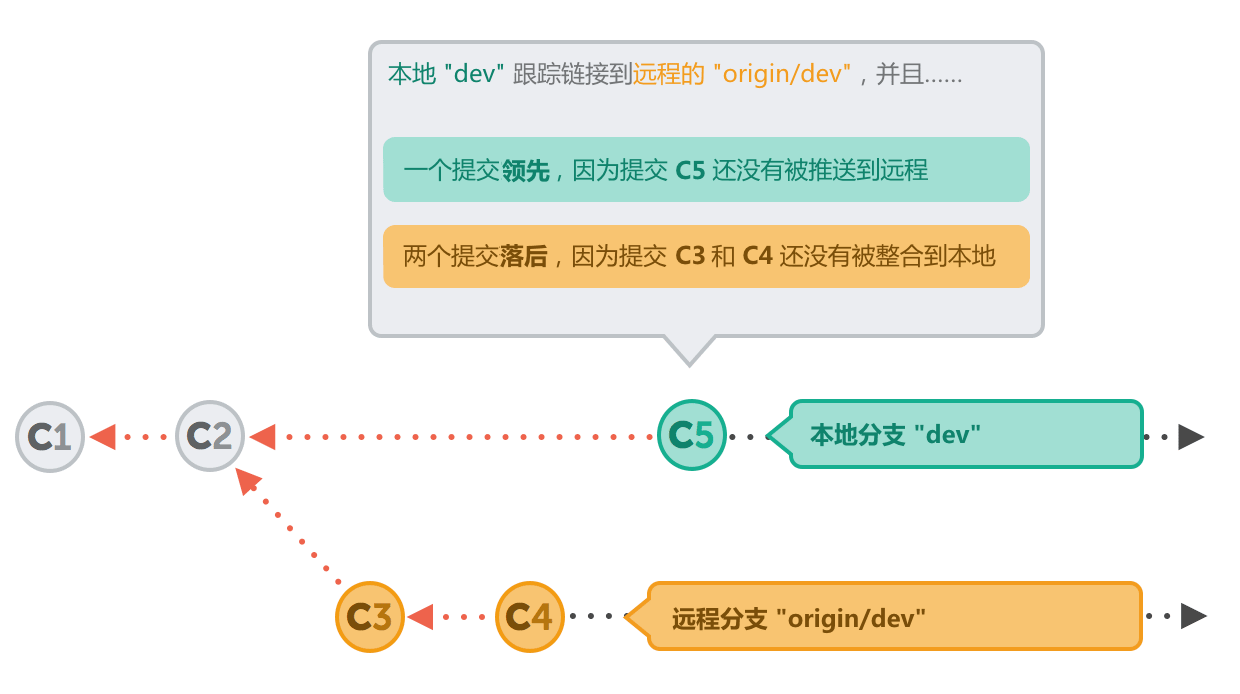 本地 "dev" 跟踪链接到远程的 "origin/dev"，并且......
一个提交领先，因为提交 C5 还没有被推送到远程
两个提交落后，因为提交 C3 和 C4 还没有被整合到本地
C1
C2
C5
本地分支 "dev"
C3
C4
远程分支 "origin/dev"